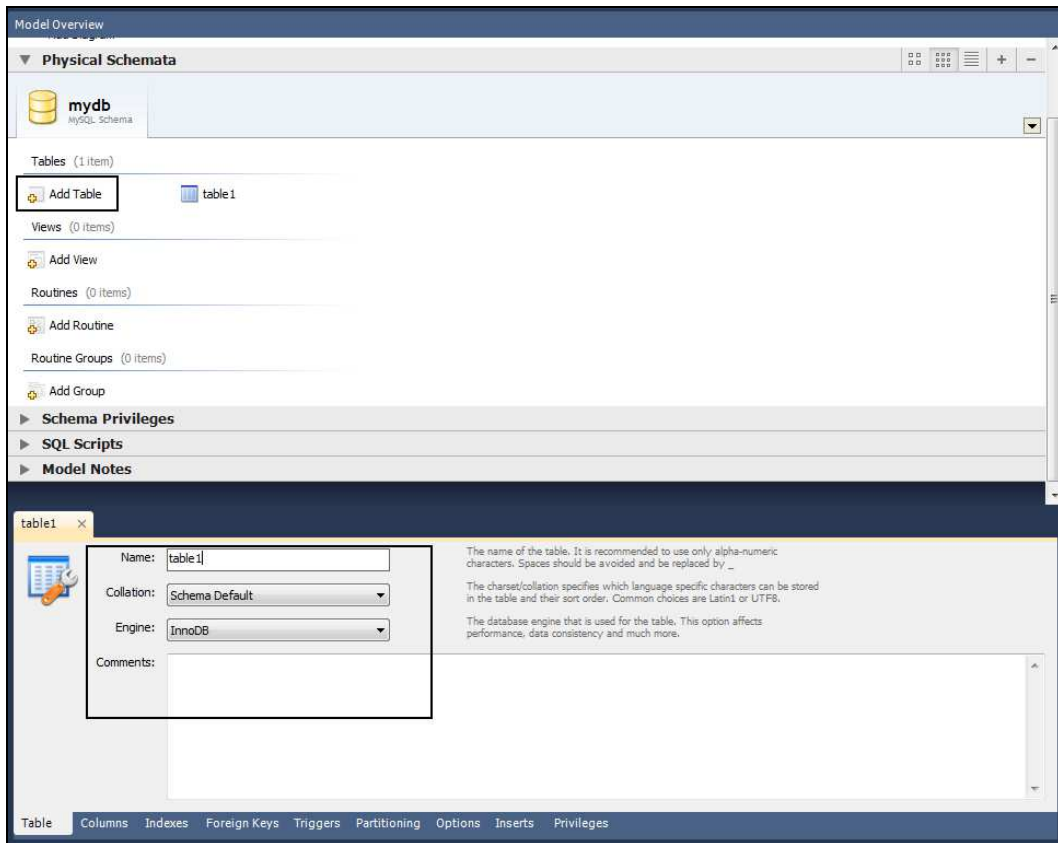 Model Overview
Add Diagram
Physical Schemata
mydb
MySQL Schema
Tables (1 item)
Add Table
table1
Views (0 items)
Add View
Routines (0 items)
Add Routine
Routine Groups (0 items)
Add Group
Schema Privileges
SQL Scripts
Model Notes
table1
Name: table1
The name of the table. It is recommended to use only alpha-numeric
characters. Spaces should be avoided and be replaced by _
Collation: Schema Default
The charset/collation specifies which language specific characters can be stored
in the table and their sort order. Common choices are Latin1 or UTF8.
Engine: InnoDB
The database engine that is used for the table. This option affects
performance, data consistency and much more.
Comments:
Table Columns Indexes Foreign Keys Triggers Partitioning Options Inserts Privileges